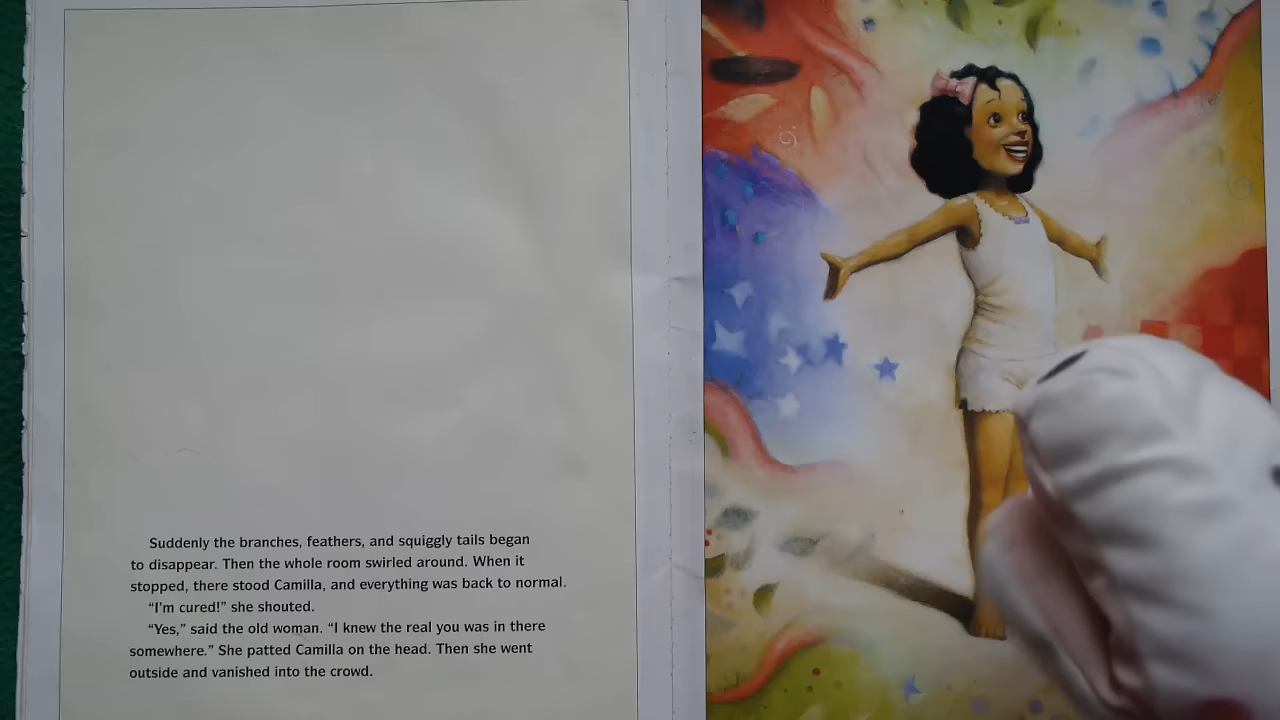 Suddenly the branches, feathers, and squiggly tails began
to disappear. Then the whole room swirled around. When it
stopped, there stood Camilla, and everything was back to normal.
“I’m cured!” she shouted.
“Yes,” said the old woman. “I knew the real you was in there
somewhere.” She patted Camilla on the head. Then she went
outside and vanished into the crowd.